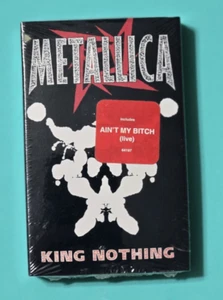 METALLICA
includes
AIN'T MY BITCH
(live)
KING NOTHING